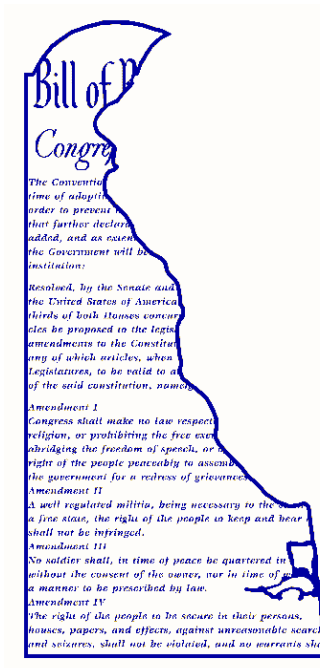 Bill of R
Congre
The Conventio
time of adopti
order to prevent
that further declara
added, and as exten
the Government will be
institution:
Resolved, by the Senate and
the United States of America
thirds of both Houses concur
cles be proposed to the legis
amendments to the Constitut
any of which articles, when
Legislatures, to be valid to a
of the said constitution, namely
Amendment I
Congress shall make no law respect
religion, or prohibiting the free exer
abridging the freedom of speech, or o
right of the people peaceably to assemb
the government for a redress of grievances
Amendment II
A well regulated militia, being necessary to the
a free state, the right of the people to keep and bear
shall not be infringed.
Amendment III
No soldier shall, in time of peace be quartered in
without the consent of the owner, nor in time of
a manner to be prescribed by law.
Amendment IV
The right of the people to be secure in their persons,
houses, papers, and effects, against unreasonable search
and seizures, shall not be violated, and no warrants sha